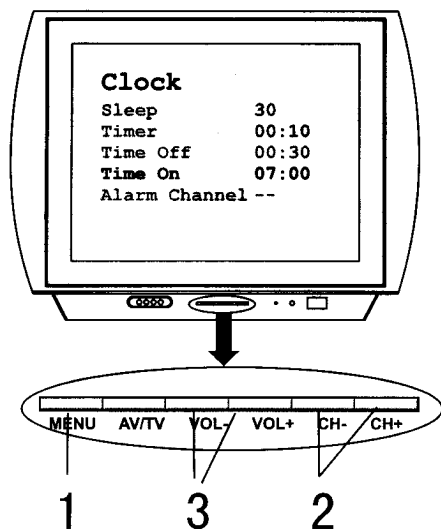 Clock
Sleep 30
Timer 00:10
Time Off 00:30
Time On 07:00
Alarm Channel --
MENU AV/TV VOL- VOL+ CH- CH+
1 3 2